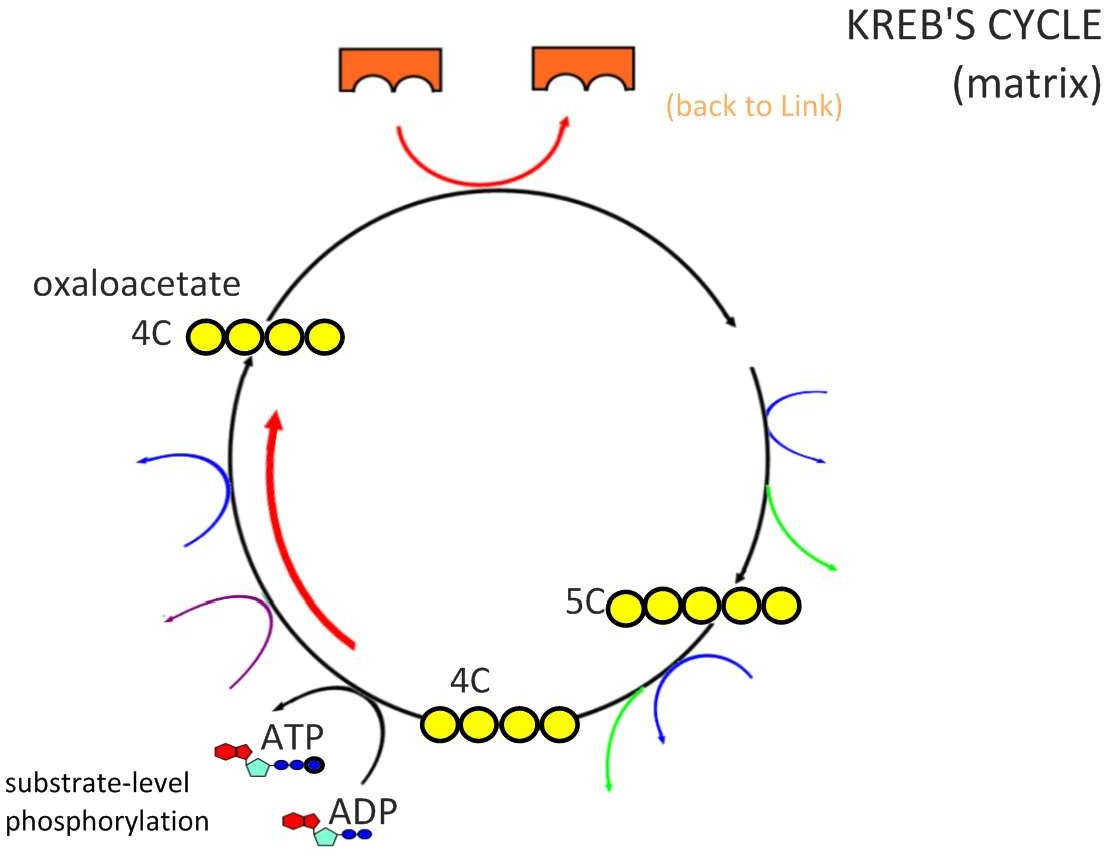 KREB'S CYCLE
(matrix)
(back to Link)
oxaloacetate
4C
5C
4C
ATP
substrate-level
phosphorylation
ADP